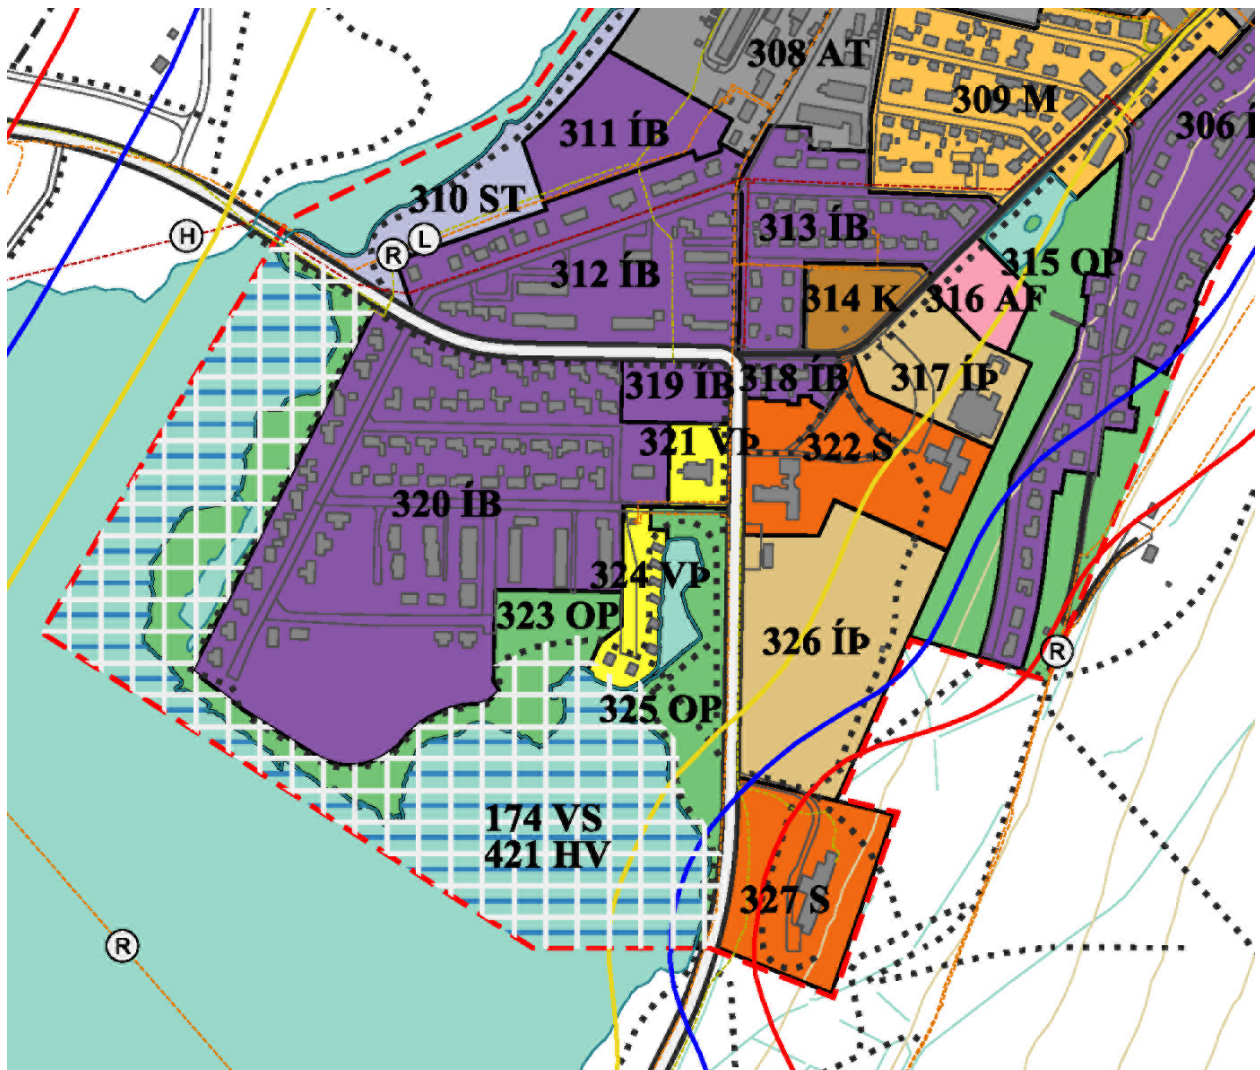 308 AT
309 M
306 Í
311 ÍB
310 ST
H
R
L
313 ÍB
312 ÍB
315 OP
314 K
316 AF
317 ÍÞ
319 ÍB
318 ÍB
321 VÞ
322 S
320 ÍB
324 VÞ
323 OP
326 ÍÞ
R
325 OP
174 VS
421 HV
327 S
R